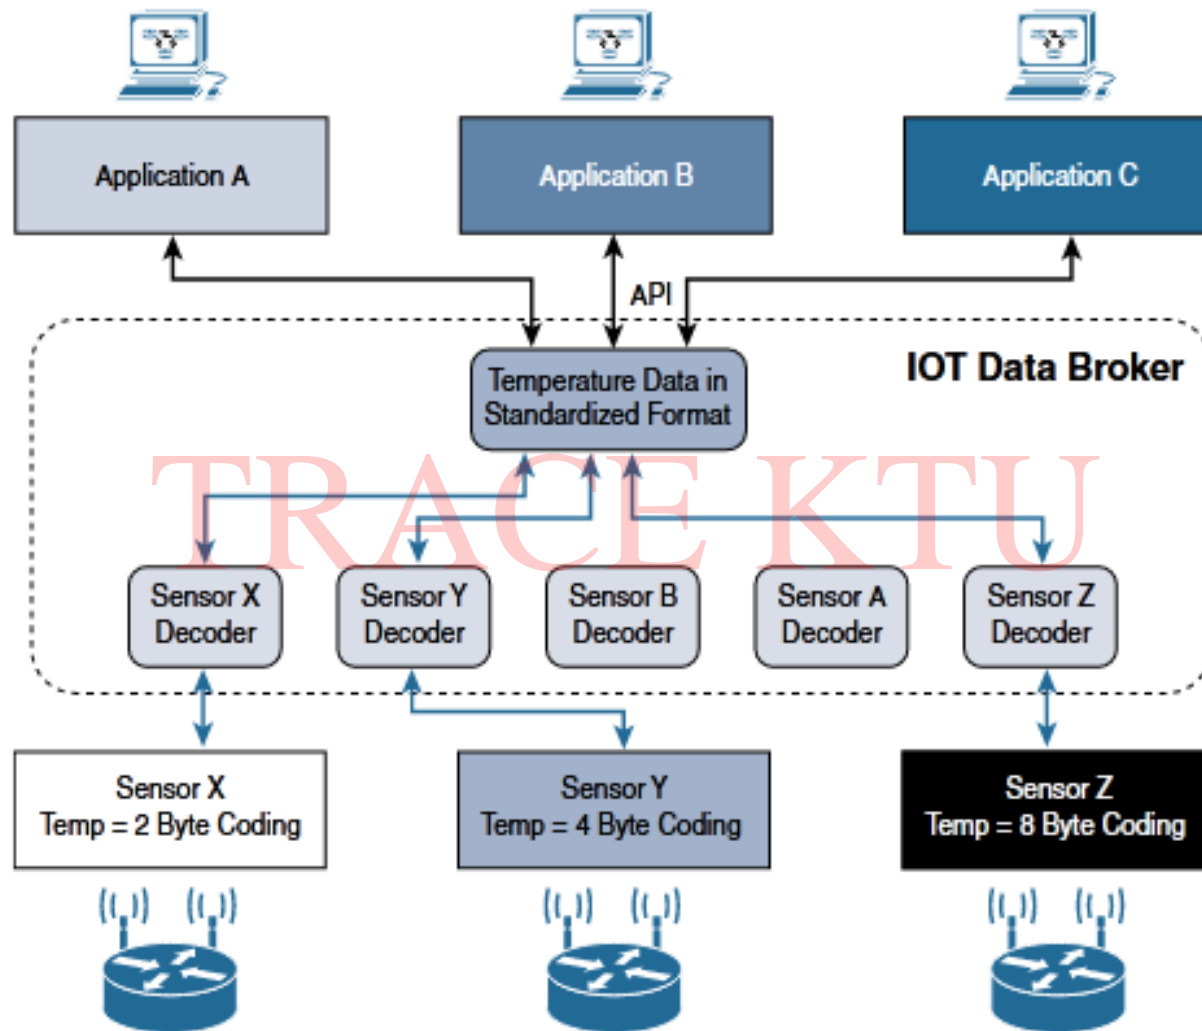 Application A
Application B
Application C
API
IOT Data Broker
Temperature Data in
Standardized Format
TRACE KTU
Sensor X
Decoder
Sensor Y
Decoder
Sensor B
Decoder
Sensor A
Decoder
Sensor Z
Decoder
Sensor X
Temp = 2 Byte Coding
Sensor Y
Temp = 4 Byte Coding
Sensor Z
Temp = 8 Byte Coding